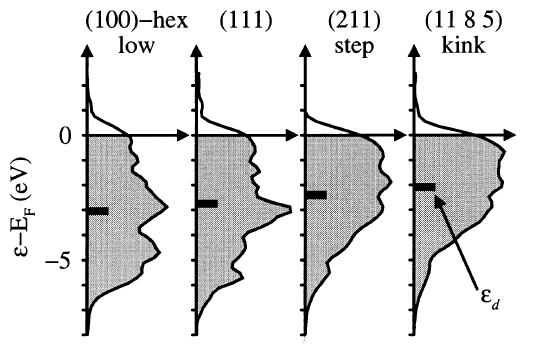 (100)−hex (111) (211) (11 8 5)
low step kink
0
−5
ε−E_F (eV)
ε_d